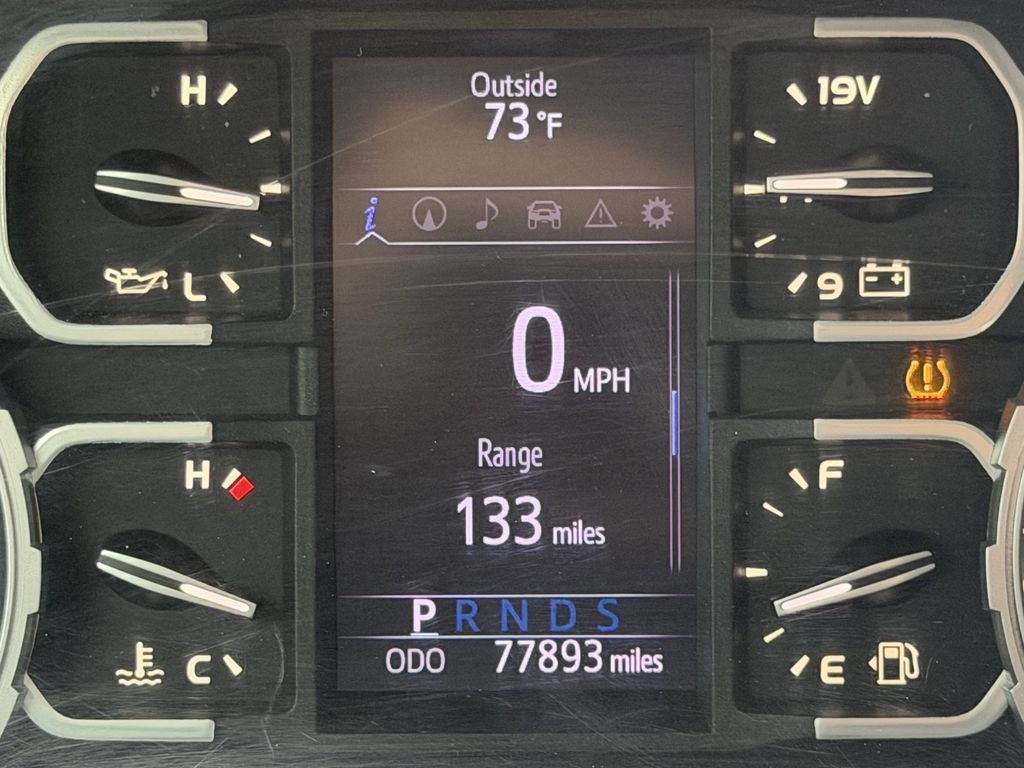 H
L
Outside
73 °F
19V
9
0 MPH
Range
133 miles
H
C
F
E
P R N D S
ODO 77893 miles